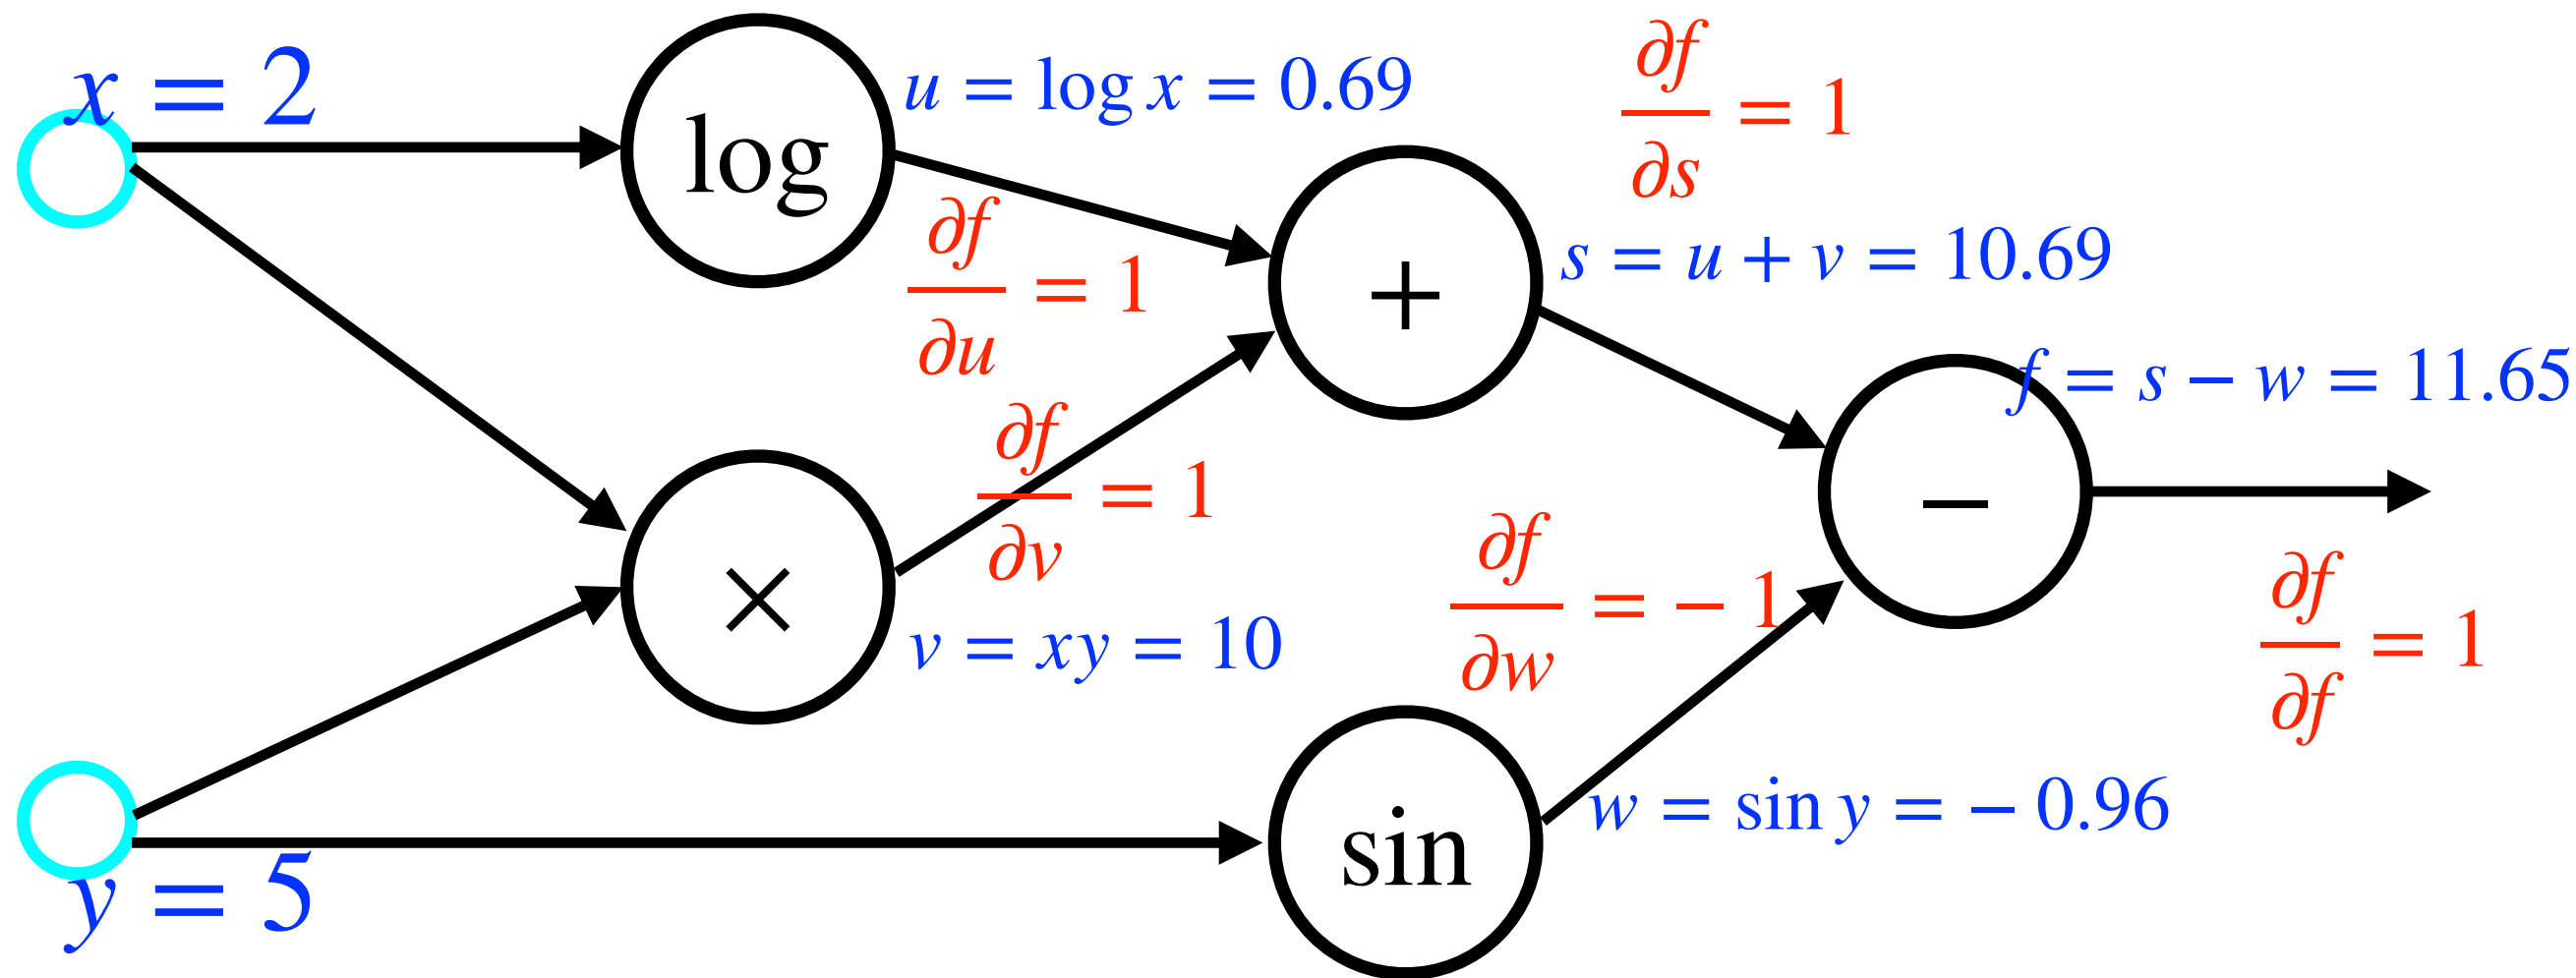 x = 2
log
u = log x = 0.69
∂f/∂s = 1
∂f/∂u = 1
+
s = u + v = 10.69
f = s − w = 11.65
∂f/∂v = 1
−
×
v = xy = 10
∂f/∂w = − 1
∂f/∂f = 1
y = 5
sin
w = sin y = − 0.96